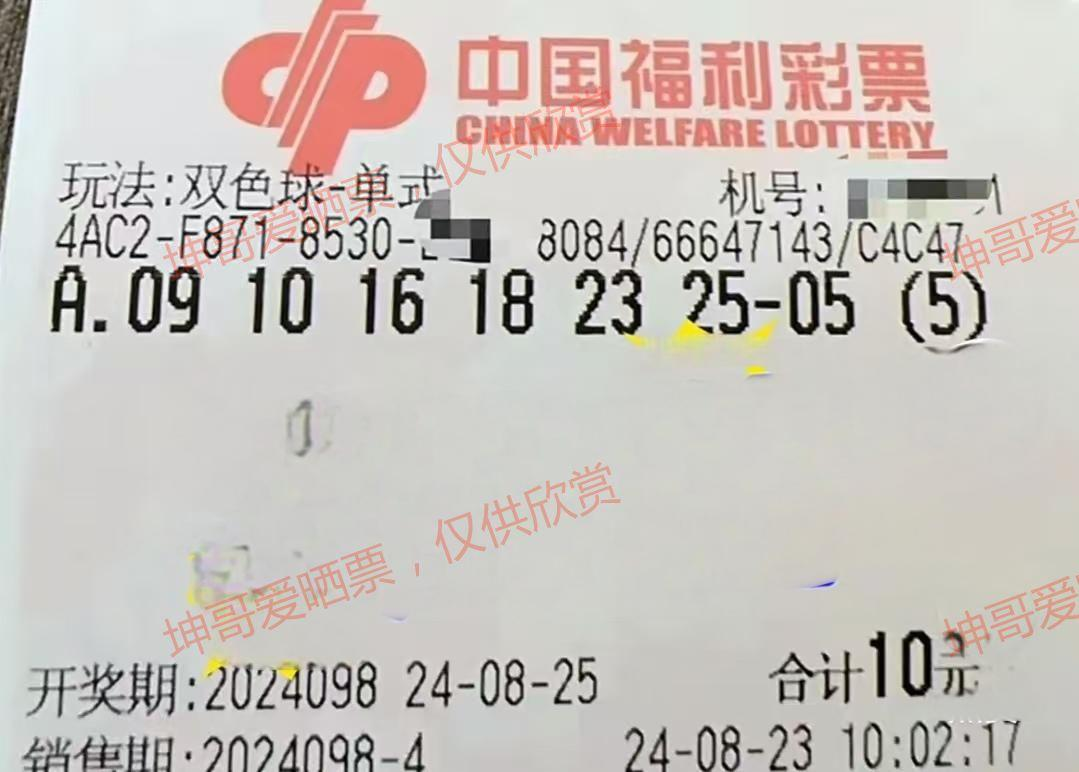 中国福利彩票
CHINA WELFARE LOTTERY
玩法:双色球-单式
机号:
4AC2-F871-8530- 8084/66647143/C4C47
A.09 10 16 18 23 25-05 (5)
开奖期:2024098 24-08-25 合计10元
销售期:2024098-4 24-08-23 10:02:17
坤哥爱晒票，仅供欣赏
坤哥爱晒票，仅供欣赏
坤哥爱
坤哥爱